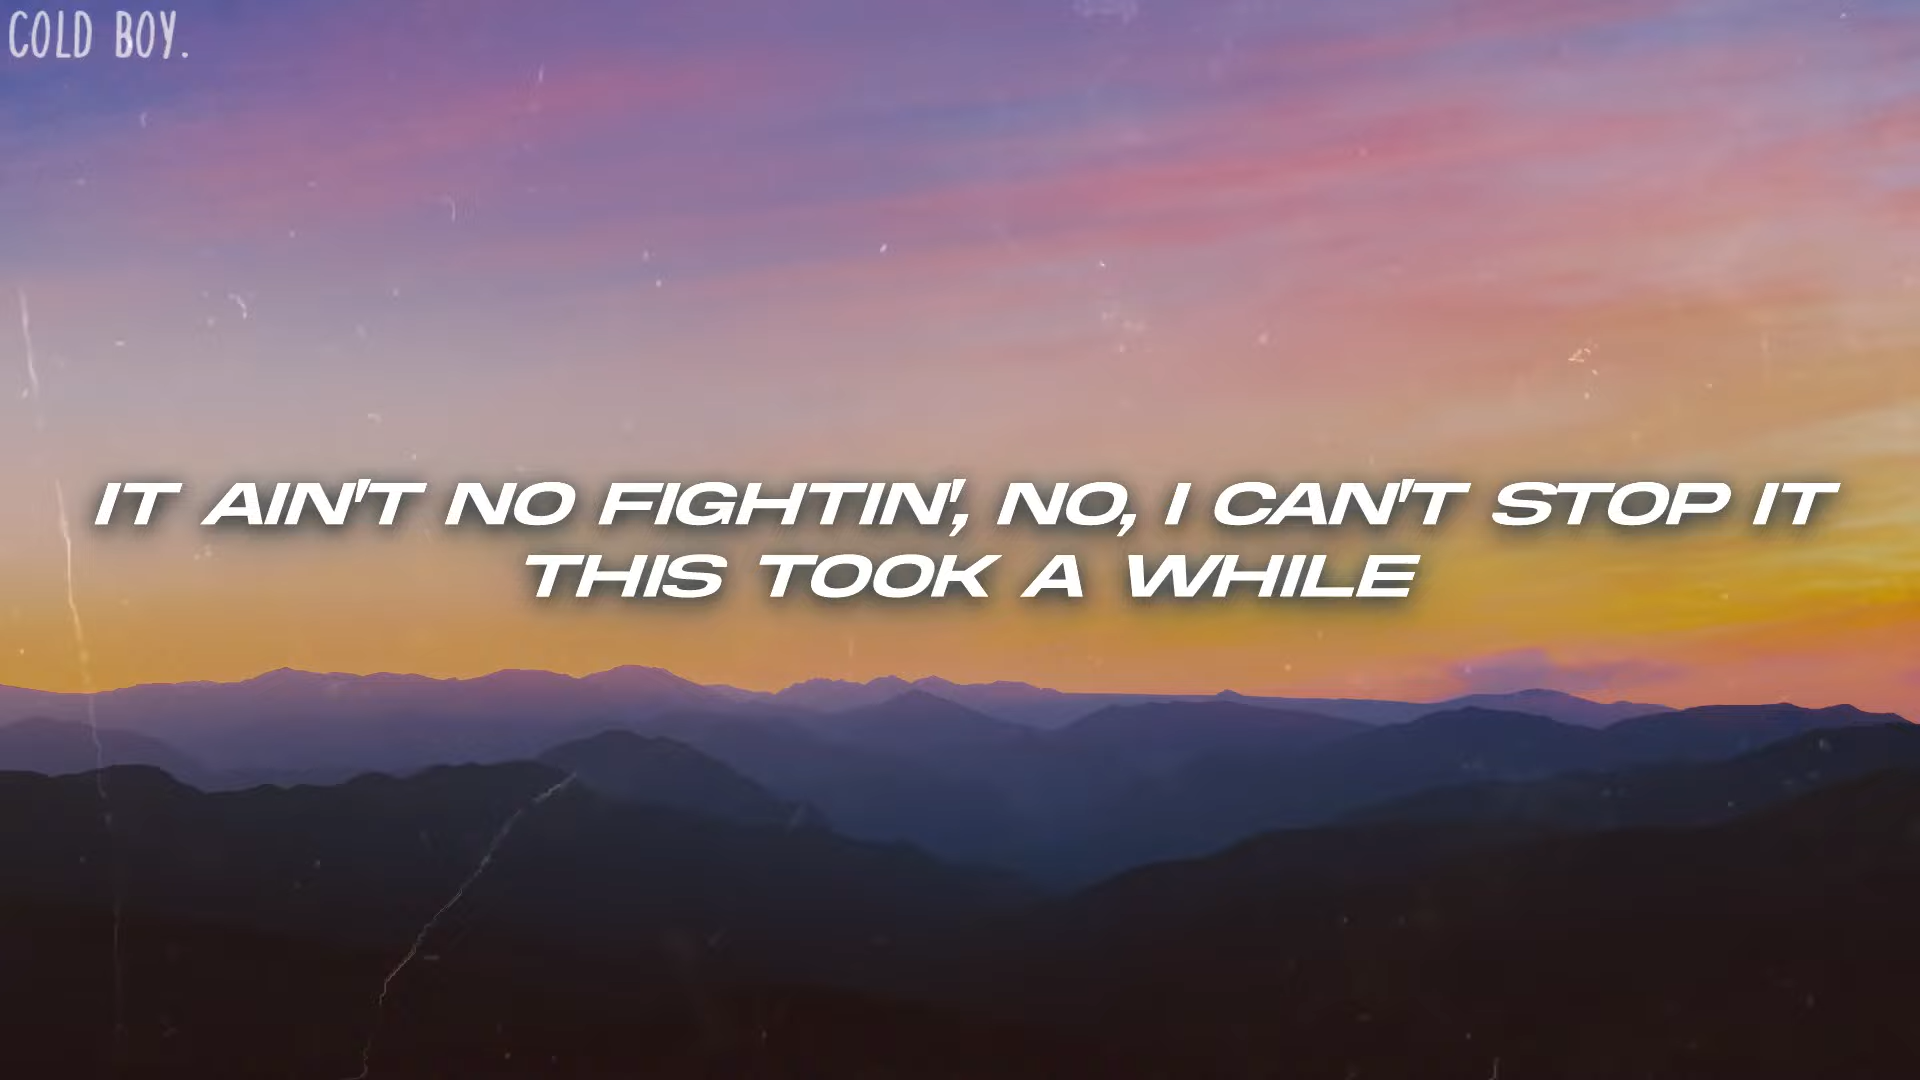 COLD BOY.
IT AIN'T NO FIGHTIN', NO, I CAN'T STOP IT
THIS TOOK A WHILE